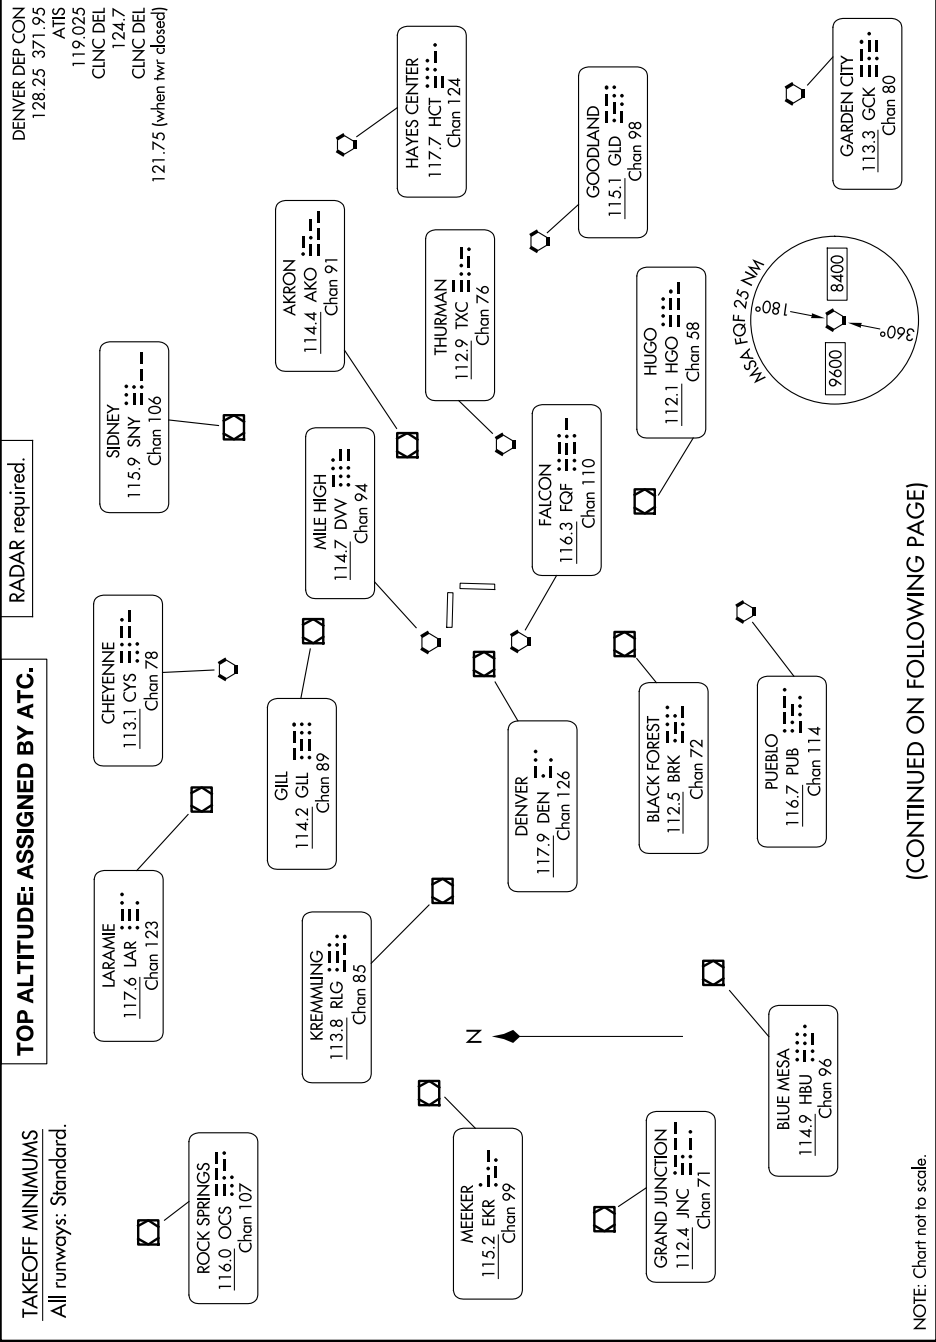 TAKEOFF MINIMUMS
All runways: Standard.
TOP ALTITUDE: ASSIGNED BY ATC.
RADAR required.
DENVER DEP CON
128.25 371.95
ATIS
119.025
CLNC DEL
124.7
CLNC DEL
121.75 (when twr closed)
ROCK SPRINGS
116.0 OCS
Chan 107
LARAMIE
117.6 LAR
Chan 123
CHEYENNE
113.1 CYS
Chan 78
SIDNEY
115.9 SNY
Chan 106
GILL
114.2 GLL
Chan 89
AKRON
114.4 AKO
Chan 91
HAYES CENTER
117.7 HCT
Chan 124
KREMMLING
113.8 RLG
Chan 85
MILE HIGH
114.7 DVV
Chan 94
THURMAN
112.9 TXC
Chan 76
MEEKER
115.2 EKR
Chan 99
N
DENVER
117.9 DEN
Chan 126
FALCON
116.3 FQF
Chan 110
GOODLAND
115.1 GLD
Chan 98
GRAND JUNCTION
112.4 JNC
Chan 71
BLACK FOREST
112.5 BRK
Chan 72
HUGO
112.1 HGO
Chan 58
BLUE MESA
114.9 HBU
Chan 96
PUEBLO
116.7 PUB
Chan 114
MSA FQF 25 NM
180°
360°
9600
8400
GARDEN CITY
113.3 GCK
Chan 80
NOTE: Chart not to scale.
(CONTINUED ON FOLLOWING PAGE)